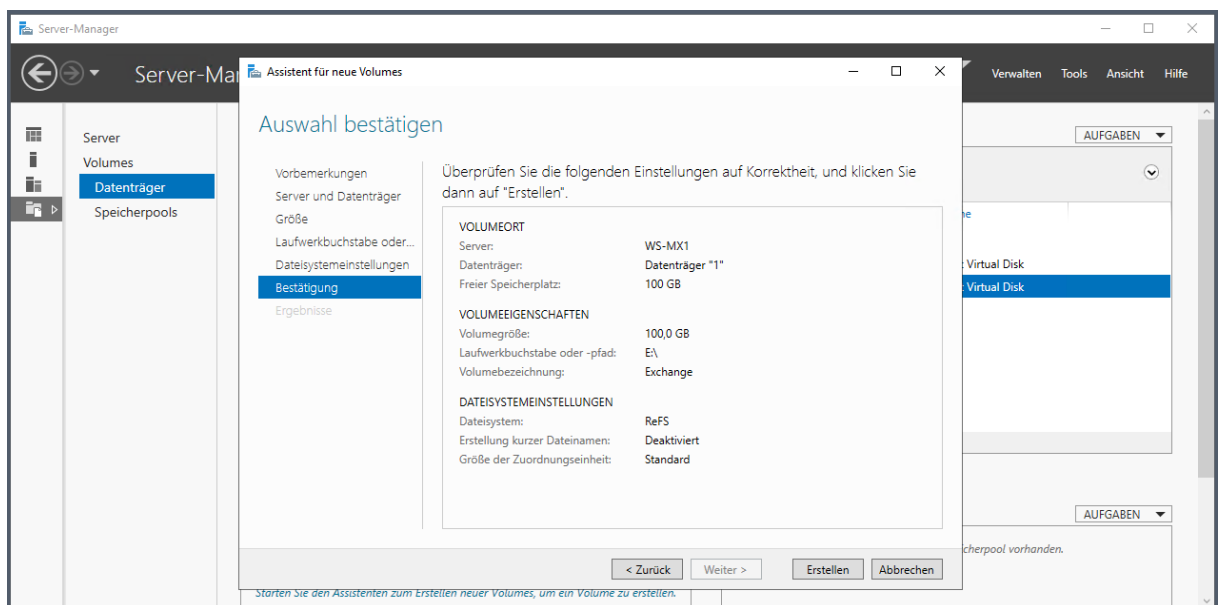 Server-Manager
Server-Mar
Verwalten Tools Ansicht Hilfe
Assistent für neue Volumes
Auswahl bestätigen
Server
Volumes
Datenträger
Speicherpools
Vorbemerkungen
Server und Datenträger
Größe
Laufwerkbuchstabe oder...
Dateisystemeinstellungen
Bestätigung
Ergebnisse
Überprüfen Sie die folgenden Einstellungen auf Korrektheit, und klicken Sie
dann auf "Erstellen".
VOLUMEORT
Server: WS-MX1
Datenträger: Datenträger "1"
Freier Speicherplatz: 100 GB
VOLUMEEIGENSCHAFTEN
Volumegröße: 100,0 GB
Laufwerkbuchstabe oder -pfad: E:\
Volumebezeichnung: Exchange
DATEISYSTEMEINSTELLUNGEN
Dateisystem: ReFS
Erstellung kurzer Dateinamen: Deaktiviert
Größe der Zuordnungseinheit: Standard
< Zurück Weiter > Erstellen Abbrechen
AUFGABEN
Virtual Disk
Virtual Disk
AUFGABEN
cherpool vorhanden.
Starten Sie den Assistenten zum Erstellen neuer Volumes, um ein Volume zu erstellen.